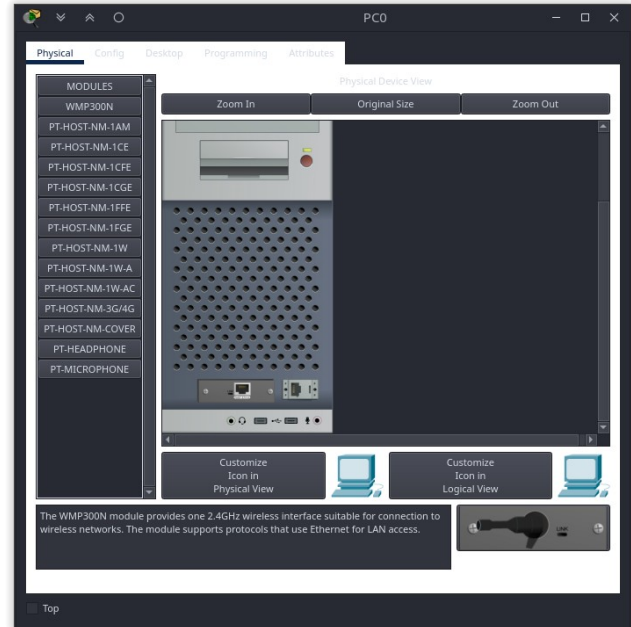 PC0
Physical Config Desktop Programming Attributes
MODULES
WMP300N
PT-HOST-NM-1AM
PT-HOST-NM-1CE
PT-HOST-NM-1CFE
PT-HOST-NM-1CGE
PT-HOST-NM-1FFE
PT-HOST-NM-1FGE
PT-HOST-NM-1W
PT-HOST-NM-1W-A
PT-HOST-NM-1W-AC
PT-HOST-NM-3G/4G
PT-HOST-NM-COVER
PT-HEADPHONE
PT-MICROPHONE
Physical Device View
Zoom In Original Size Zoom Out
Customize
Icon in
Physical View
Customize
Icon in
Logical View
The WMP300N module provides one 2.4GHz wireless interface suitable for connection to
wireless networks. The module supports protocols that use Ethernet for LAN access.
LINK
Top